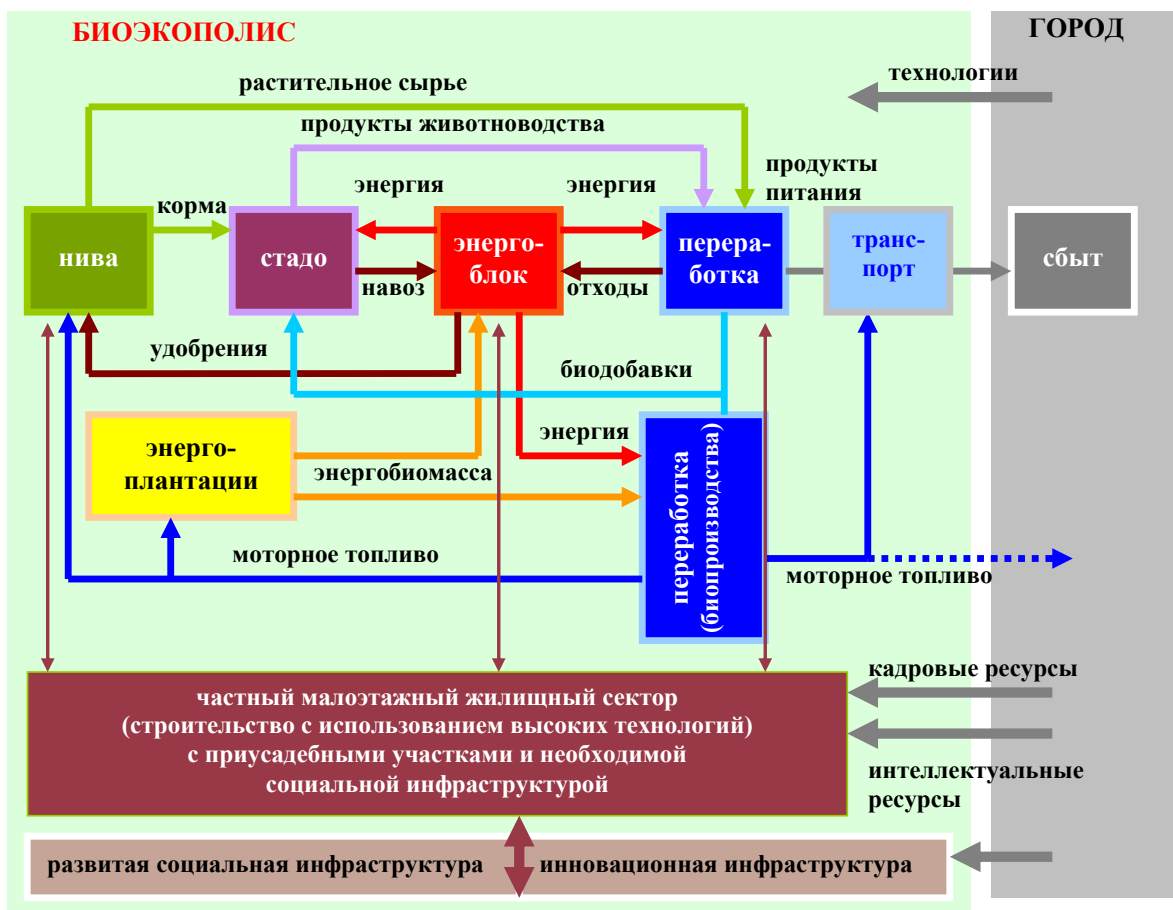 БИОЭКОПОЛИС
ГОРОД
технологии
растительное сырье
продукты животноводства
продукты
питания
корма
энергия
энергия
нива
стадо
энерго-
блок
перера-
ботка
транс-
порт
сбыт
навоз
отходы
удобрения
биодобавки
энерго-
плантации
энергия
энергобиомасса
переработка
(биопроизводства)
моторное топливо
моторное топливо
кадровые ресурсы
частный малоэтажный жилищный сектор
(строительство с использованием высоких технологий)
с приусадебными участками и необходимой
социальной инфраструктурой
интеллектуальные
ресурсы
развитая социальная инфраструктура
инновационная инфраструктура